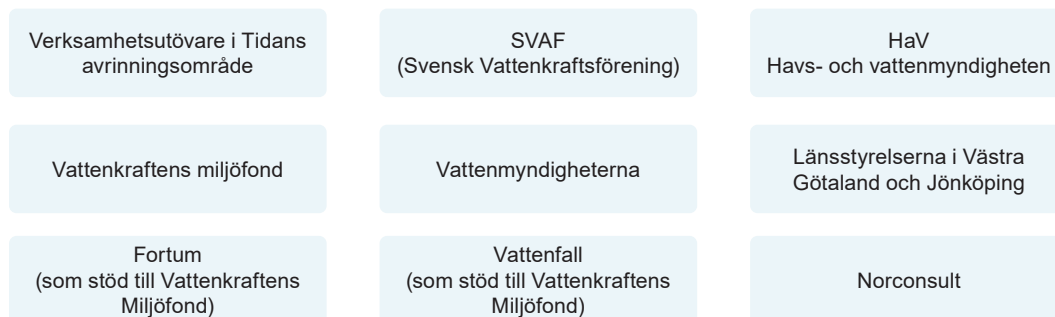 Verksamhetsutövare i Tidans
avrinningsområde
SVAF
(Svensk Vattenkraftsförening)
HaV
Havs- och vattenmyndigheten
Vattenkraftens miljöfond
Vattenmyndigheterna
Länsstyrelserna i Västra
Götaland och Jönköping
Fortum
(som stöd till Vattenkraftens
Miljöfond)
Vattenfall
(som stöd till Vattenkraftens
Miljöfond)
Norconsult